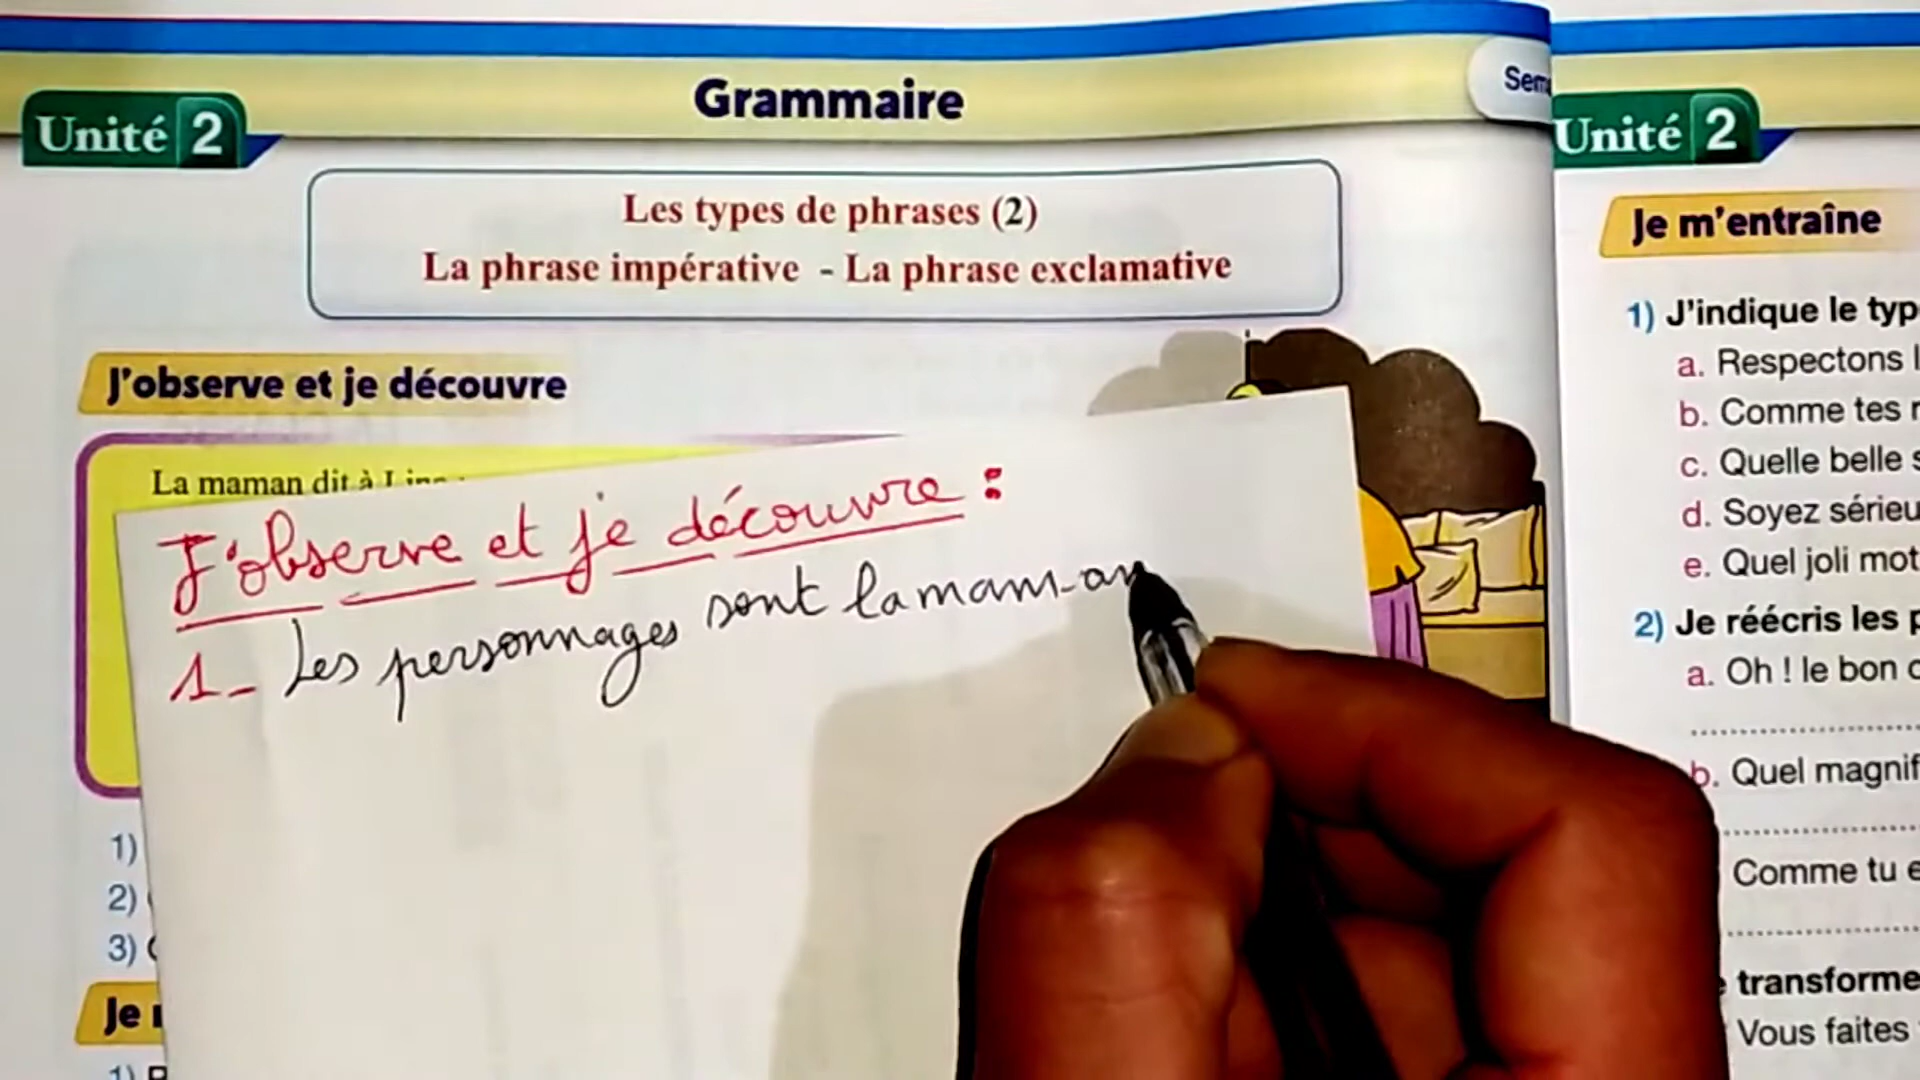 Grammaire
Unité 2
Les types de phrases (2)
La phrase impérative - La phrase exclamative
J'observe et je découvre
La maman dit à
J'observe et je découvre :
1- Les personnages sont la maman
1)
2)
3)
Je
1)
Unité 2
Je m'entraîne
1) J'indique le typ
a. Respectons l
b. Comme tes
c. Quelle belle s
d. Soyez sérieu
e. Quel joli mot
2) Je réécris les p
a. Oh ! le bon
b. Quel magnif
Comme tu e
transforme
Vous faites